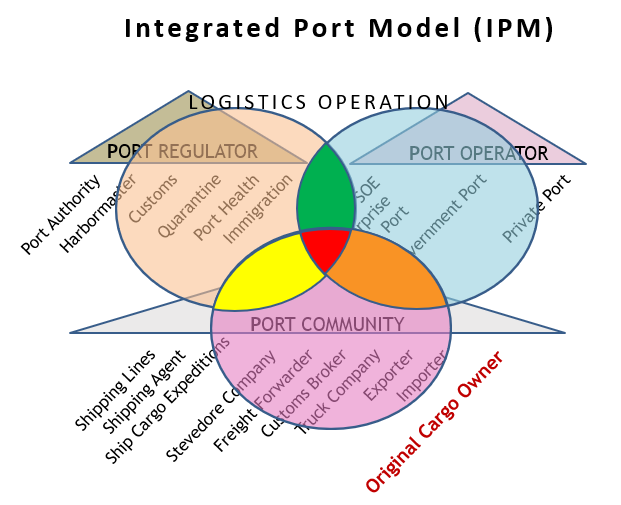 Integrated Port Model (IPM)
LOGISTICS OPERATION
PORT REGULATOR
PORT OPERATOR
Port Authority
Harbormaster
Customs
Quarantine
Port Health
Immigration
SOE
rprise
Port
vernment Port
Private Port
PORT COMMUNITY
Shipping Lines
Shipping Agent
Ship Cargo Expeditions
Stevedore Company
Freight Forwarder
Customs Broker
Truck Company
Exporter
Importer
Original Cargo Owner